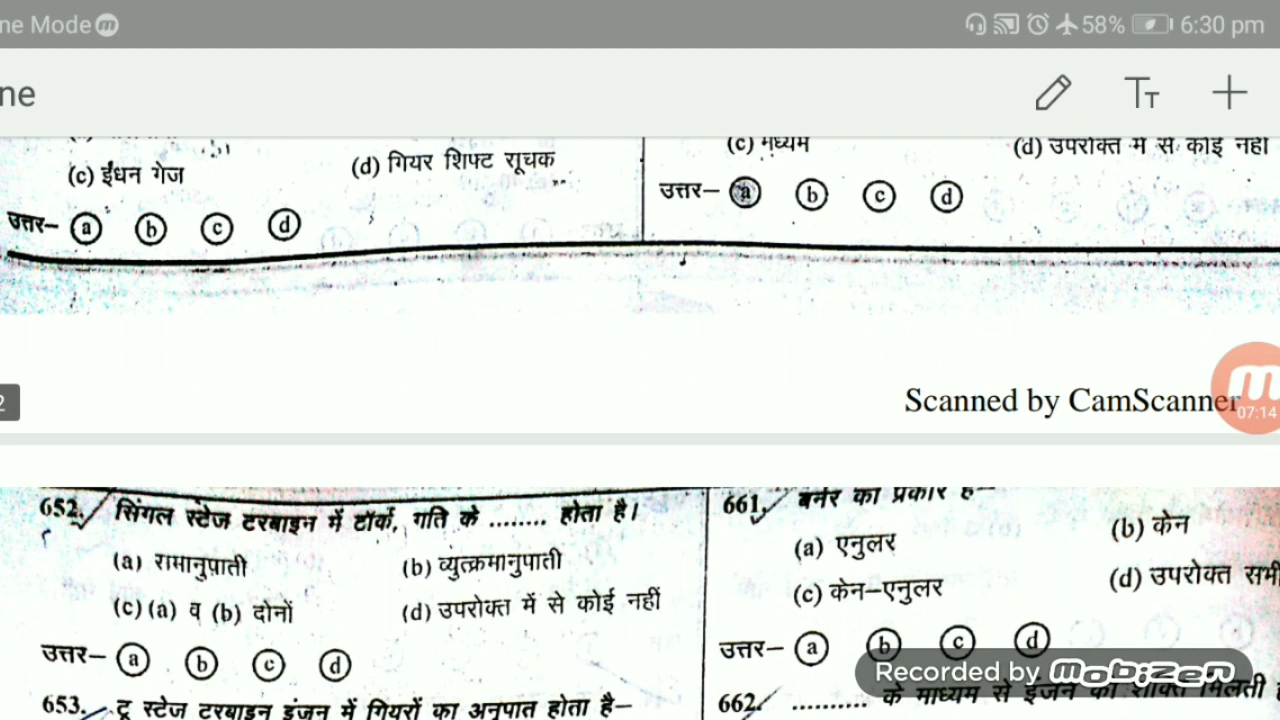 ne Mode
58% 6:30 pm
ne
TT
(c) ईंधन गेज
(d) गियर शिफ्ट सूचक
उत्तर– a b c d
(c) मध्यम
(d) उपरोक्त में से कोई नहीं
उत्तर– a b c d
2
Scanned by CamScanner
07:14
652. सिंगल स्टेज टरबाइन में टॉर्क, गति के ........ होता है।
(a) समानुपाती
(b) व्युत्क्रमानुपाती
(c) (a) व (b) दोनों
(d) उपरोक्त में से कोई नहीं
उत्तर– a b c d
653. टू स्टेज टरबाइन इंजन में गियरों का अनुपात होता है–
661. बर्नर का प्रकार है–
(a) एनुलर
(b) केन
(c) केन–एनुलर
(d) उपरोक्त सभी
उत्तर– a b c d
Recorded by mobizen
662. .......... के माध्यम से इंजन को शक्ति मिलती